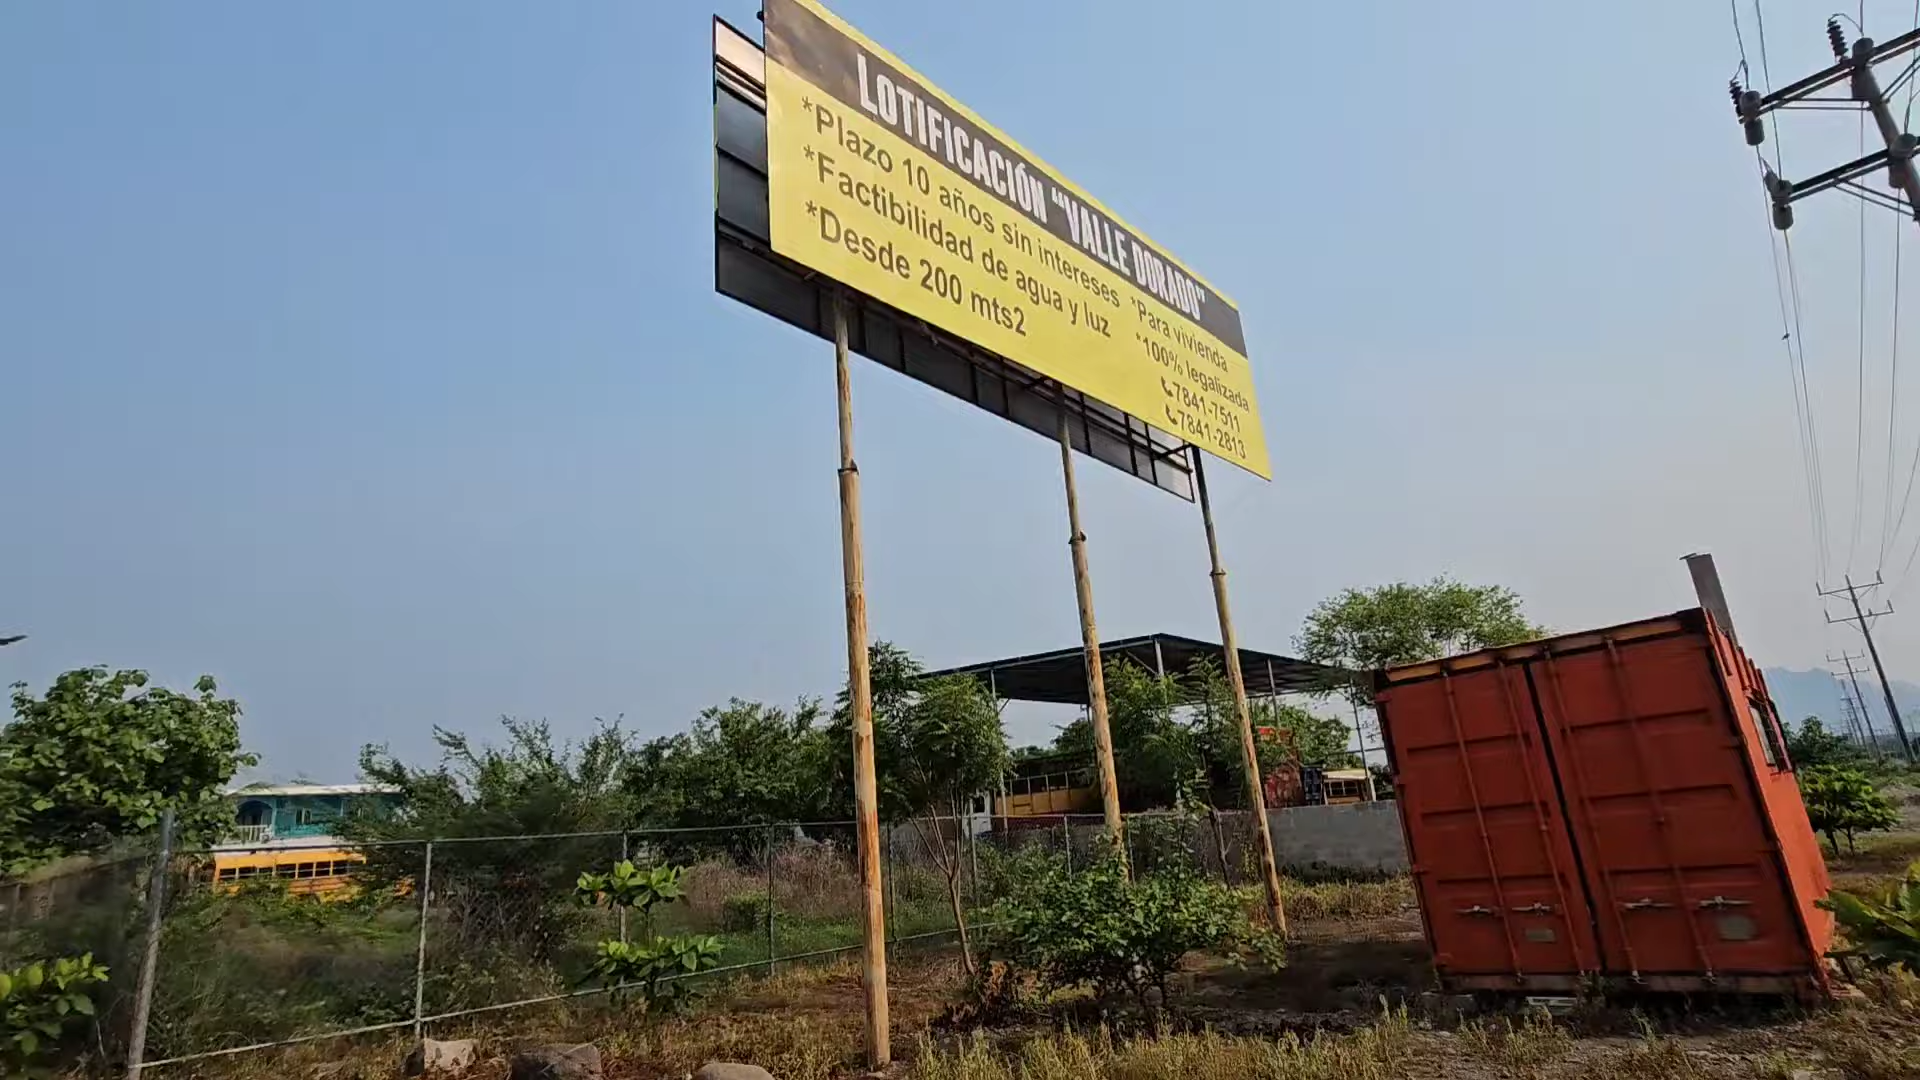 LOTIFICACIÓN "VALLE DORADO"
*Plazo 10 años sin intereses
*Factibilidad de agua y luz
*Desde 200 mts2
*Para vivienda
*100% legalizada
7841-7511
7841-2813